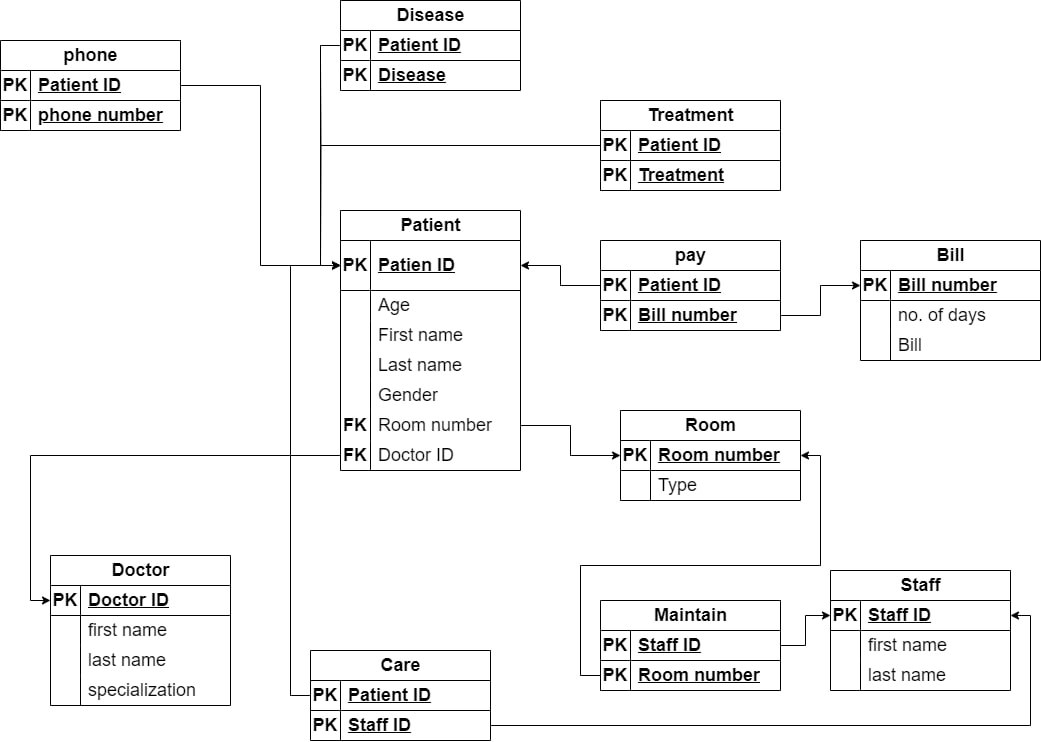 Disease
PK Patient ID
PK Disease
phone
PK Patient ID
PK phone number
Treatment
PK Patient ID
PK Treatment
Patient
PK Patien ID
Age
First name
Last name
Gender
FK Room number
FK Doctor ID
pay
PK Patient ID
PK Bill number
Bill
PK Bill number
no. of days
Bill
Room
PK Room number
Type
Doctor
PK Doctor ID
first name
last name
specialization
Maintain
PK Staff ID
PK Room number
Staff
PK Staff ID
first name
last name
Care
PK Patient ID
PK Staff ID